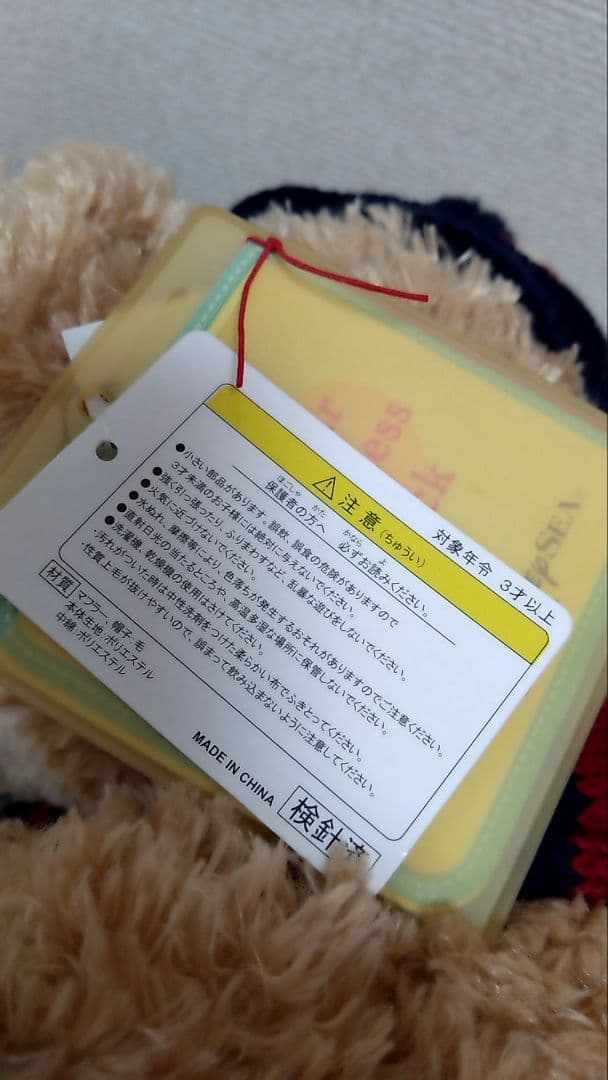 対象年令 3才以上
⚠注意(ちゅうい)
保護者の方へ 必ずお読みください。
ほごしゃ かた かなら よ
●小さい部品があります。誤飲、誤食の危険がありますので
3才未満のお子様には絶対に与えないでください。
●強く引っ張ったり、ふりまわすなど、乱暴な遊びをしないでください。
●火気に近づけないでください。
●水ぬれ、摩擦等により、色落ちが発生するおそれがありますのでご注意ください。
●直射日光の当たるところや、高温多湿な場所に保管しないでください。
●洗濯機、乾燥機の使用はさけてください。
・汚れがついた時は中性洗剤をつけた柔らかい布でふきとってください。
・性質上毛が抜けやすいので、誤まって飲み込まないように注意してください。
材質 マフラー、帽子:毛
本体生地:ポリエステル
中綿:ポリエステル
MADE IN CHINA
検針済
SEA